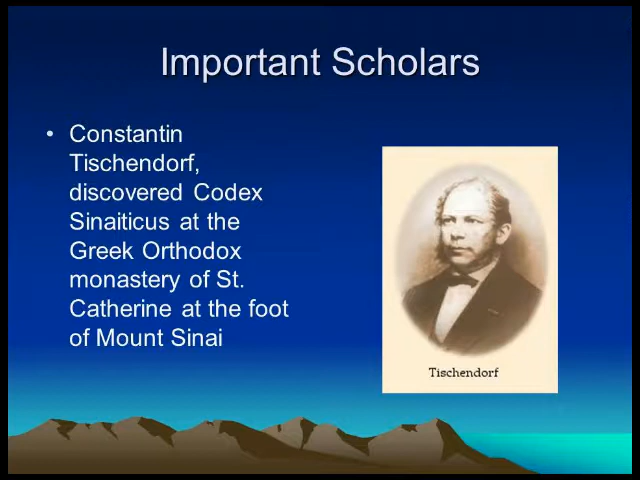 Important Scholars
• Constantin
Tischendorf,
discovered Codex
Sinaiticus at the
Greek Orthodox
monastery of St.
Catherine at the foot
of Mount Sinai
Tischendorf